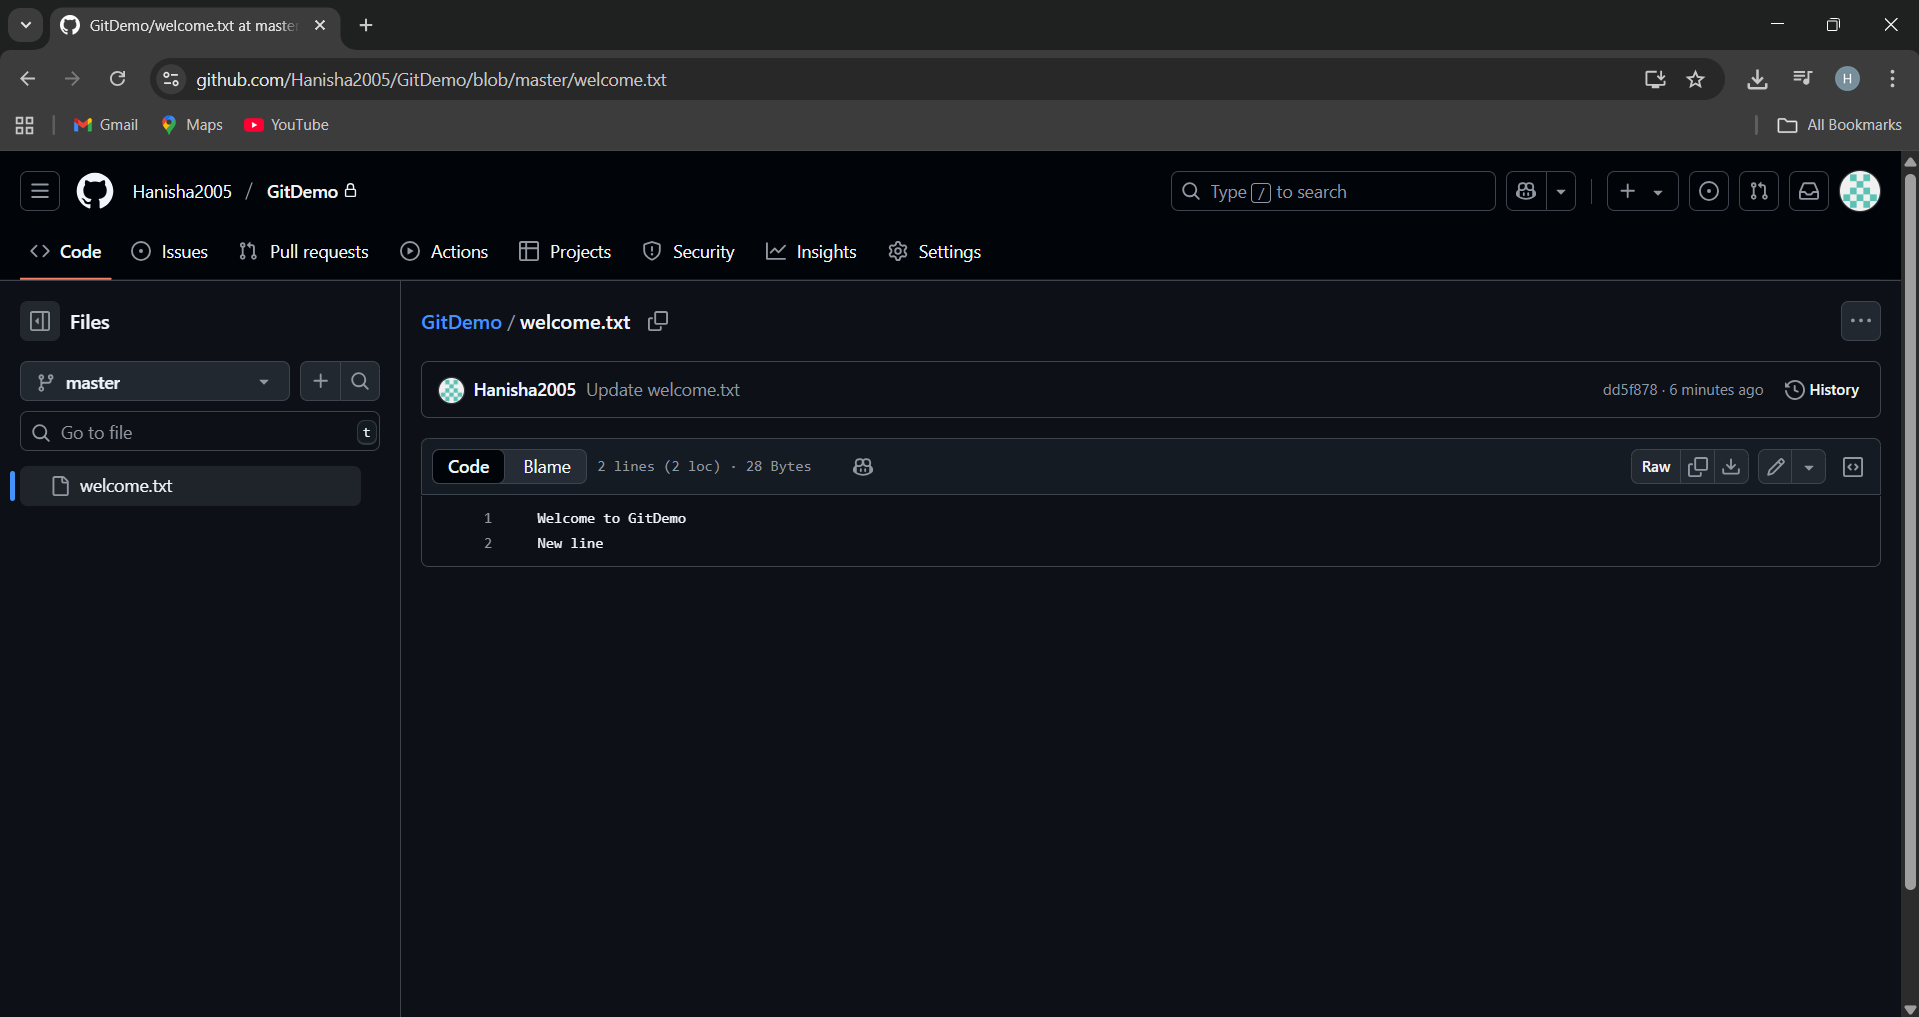 GitDemo/welcome.txt at maste
github.com/Hanisha2005/GitDemo/blob/master/welcome.txt
H
Gmail
Maps
YouTube
All Bookmarks
Hanisha2005 / GitDemo
Type / to search
Code
Issues
Pull requests
Actions
Projects
Security
Insights
Settings
Files
master
Go to file
t
welcome.txt
GitDemo / welcome.txt
Hanisha2005 Update welcome.txt
dd5f878 · 6 minutes ago
History
Code
Blame
2 lines (2 loc) · 28 Bytes
Raw
1 Welcome to GitDemo
2 New line